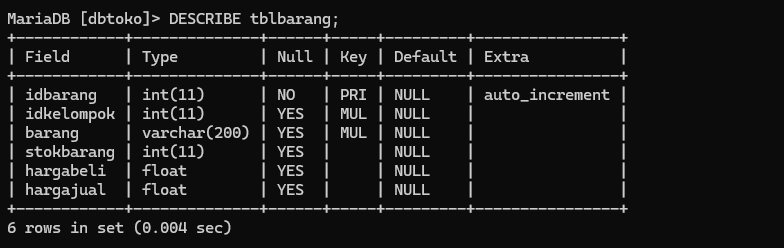 MariaDB [dbtoko]> DESCRIBE tblbarang;
+------------+--------------+------+-----+---------+----------------+
| Field      | Type         | Null | Key | Default | Extra          |
+------------+--------------+------+-----+---------+----------------+
| idbarang   | int(11)      | NO   | PRI | NULL    | auto_increment |
| idkelompok | int(11)      | YES  | MUL | NULL    |                |
| barang     | varchar(200) | YES  | MUL | NULL    |                |
| stokbarang | int(11)      | YES  |     | NULL    |                |
| hargabeli  | float        | YES  |     | NULL    |                |
| hargajual  | float        | YES  |     | NULL    |                |
+------------+--------------+------+-----+---------+----------------+
6 rows in set (0.004 sec)